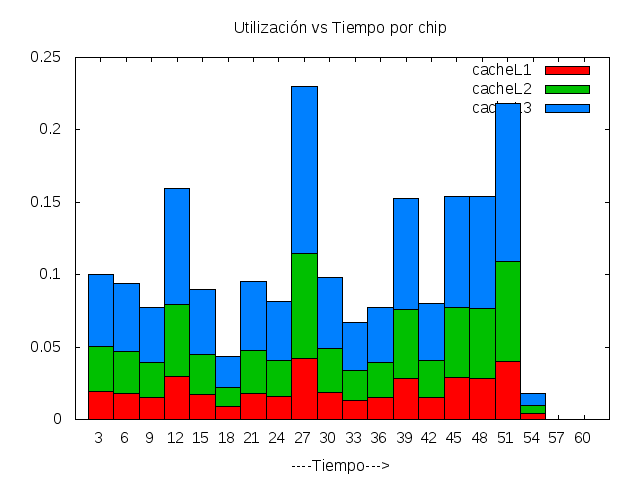 Utilización vs Tiempo por chip
0.25
0.2
0.15
0.1
0.05
0
cacheL1
cacheL2
cacheL3
3 6 9 12 15 18 21 24 27 30 33 36 39 42 45 48 51 54 57 60
----Tiempo--->